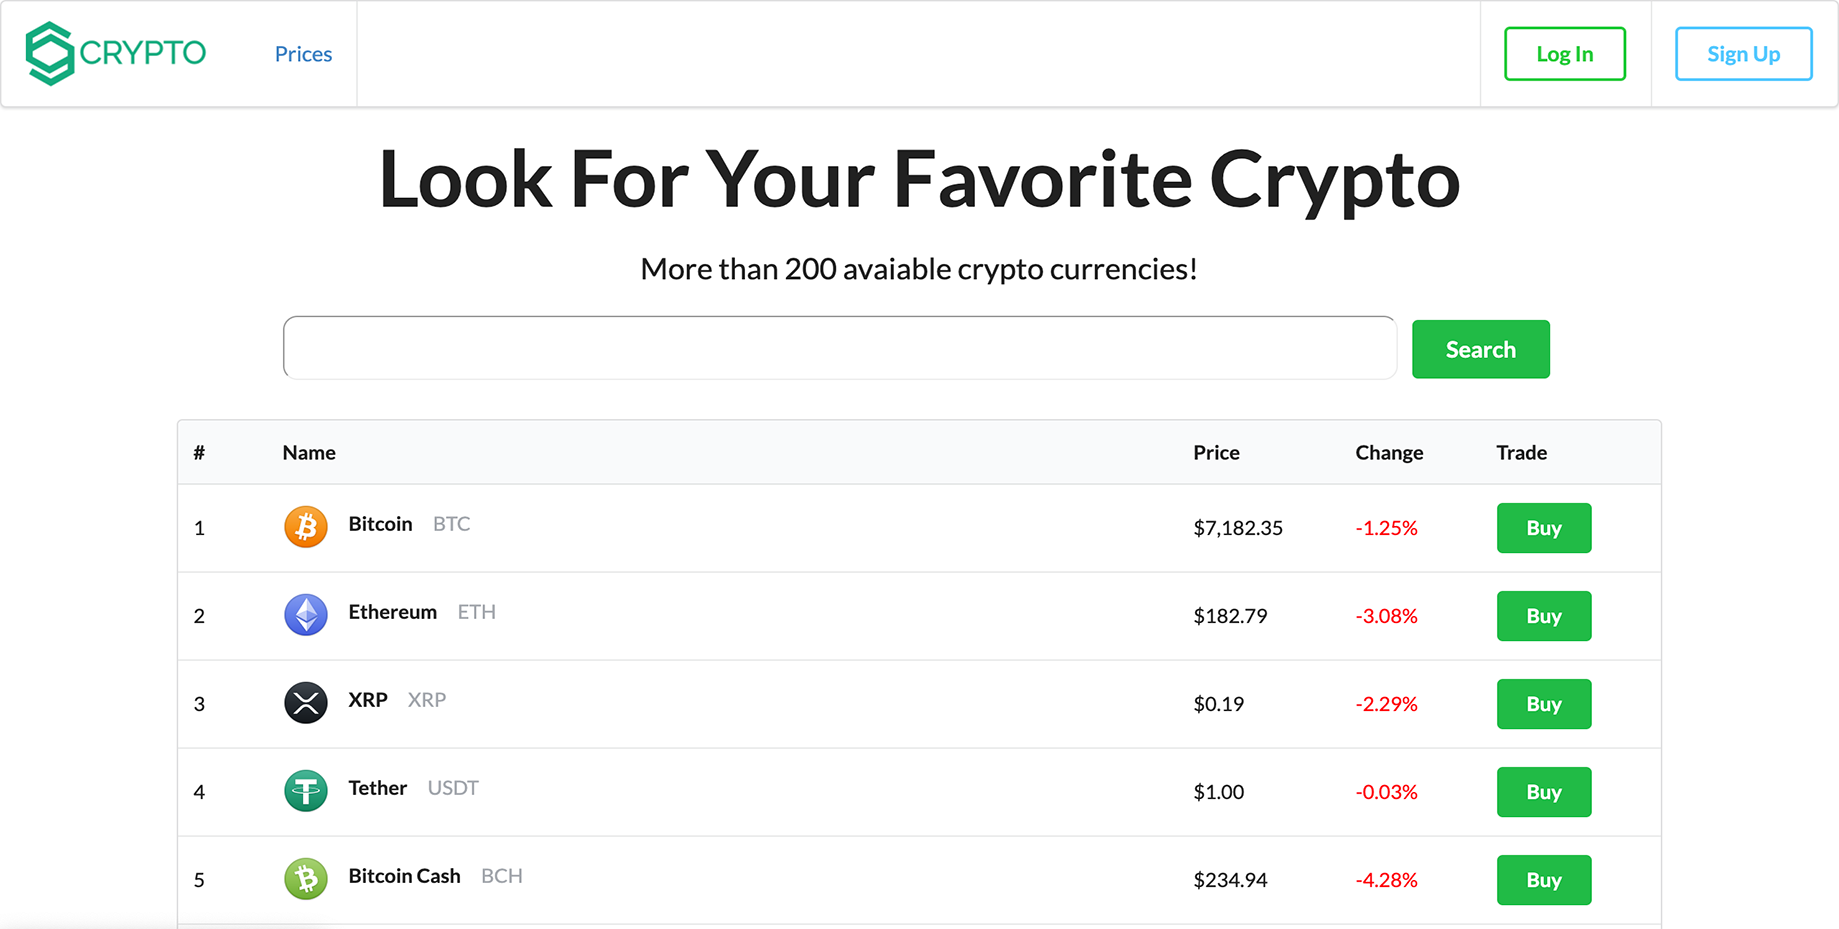 CRYPTO Prices Log In Sign Up
Look For Your Favorite Crypto
More than 200 avaiable crypto currencies!
Search
# Name Price Change Trade
1 Bitcoin BTC $7,182.35 -1.25% Buy
2 Ethereum ETH $182.79 -3.08% Buy
3 XRP XRP $0.19 -2.29% Buy
4 Tether USDT $1.00 -0.03% Buy
5 Bitcoin Cash BCH $234.94 -4.28% Buy